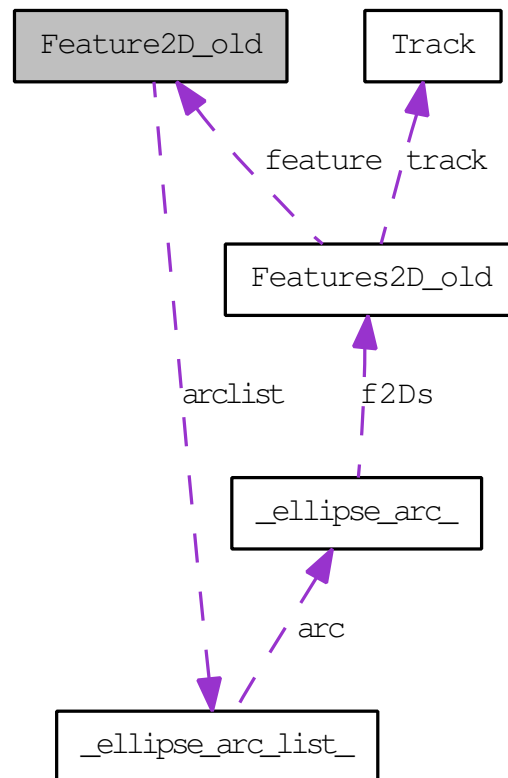 Feature2D_old
Track
feature
track
Features2D_old
arclist
f2Ds
_ellipse_arc_
arc
_ellipse_arc_list_